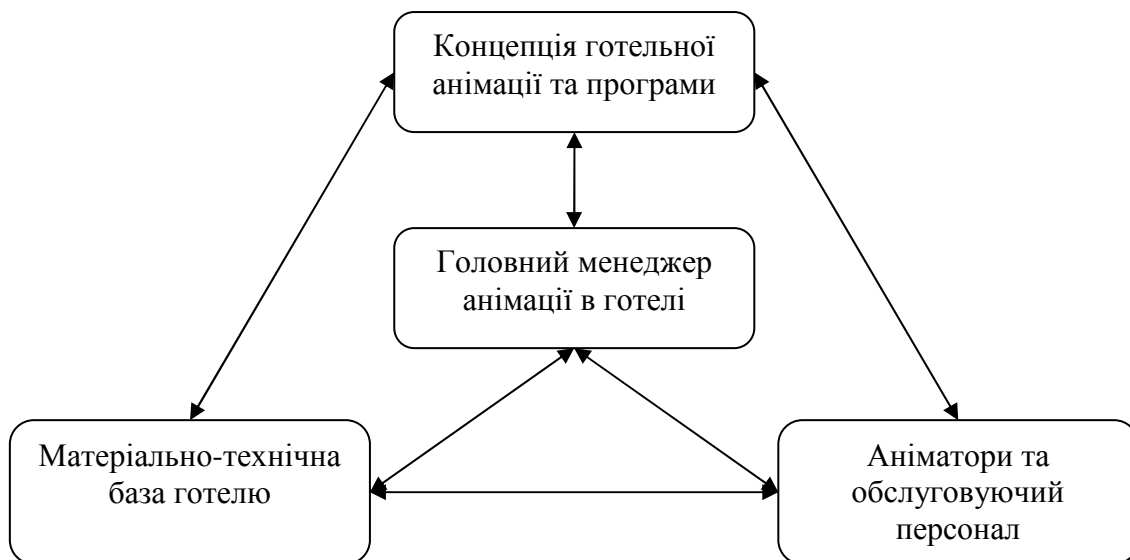 Концепція готельної
анімації та програми
Головний менеджер
анімації в готелі
Матеріально-технічна
база готелю
Аніматори та
обслуговуючий
персонал